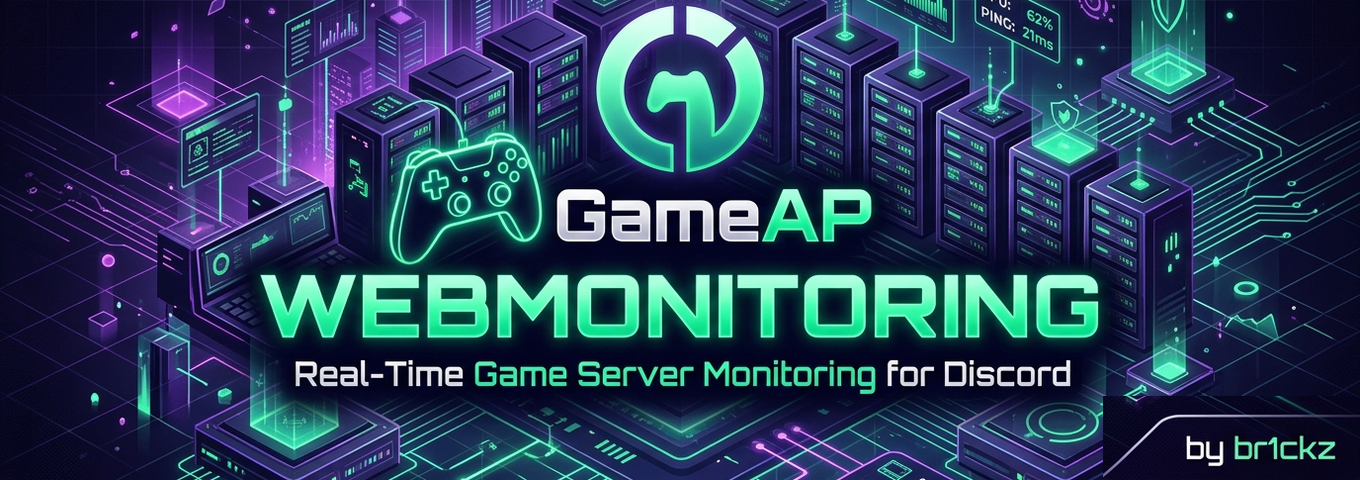 62%
PING: 21ms
GameAP
WEBMONITORING
Real-Time Game Server Monitoring for Discord
by br1ckz